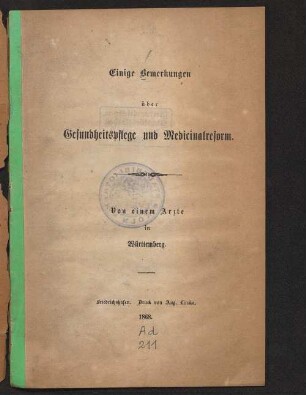 Einige Bemerkungen
über
Gesundheitspflege und Medicinalreform.
Von einem Arzte
in
Württemberg.
Friedrichshafen. Druck von Aug. Lincke.
1868.
Ad
211